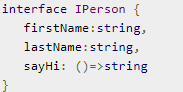 interface IPerson {
   firstName:string,
   lastName:string,
   sayHi: ()=>string
}